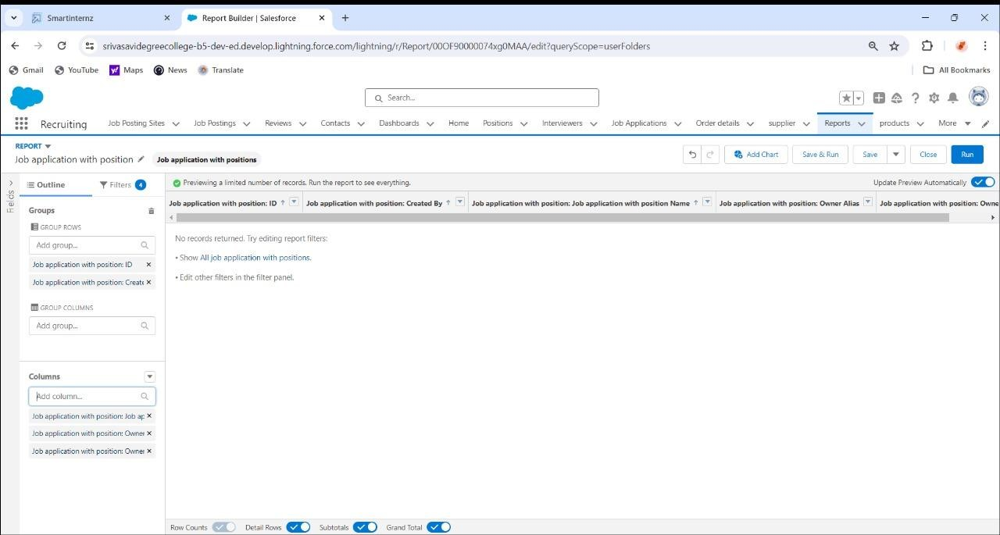 Smartinternz
Report Builder | Salesforce
srivasavidegreecollege-b5-dev-ed.develop.lightning.force.com/lightning/r/Report/00OF90000074xg0MAA/edit?queryScope=userFolders
Gmail YouTube Maps News Translate All Bookmarks
Search...
Recruiting Job Posting Sites Job Postings Reviews Contacts Dashboards Home Positions Interviewers Job Applications Order details supplier Reports products More
REPORT
Job application with position Job application with positions
Add Chart Save & Run Save Close Run
Fields
Outline Filters 4
Previewing a limited number of records. Run the report to see everything. Update Preview Automatically
Job application with position: ID Job application with position: Created By Job application with position: Job application with position Name Job application with position: Owner Alias Job application with position: Owne
Groups
GROUP ROWS
Add group...
Job application with position: ID
Job application with position: Create
GROUP COLUMNS
Add group...
No records returned. Try editing report filters:
• Show All job application with positions.
• Edit other filters in the filter panel.
Columns
Add column...
Job application with position: Job ap
Job application with position: Owner
Job application with position: Owner
Row Counts Detail Rows Subtotals Grand Total